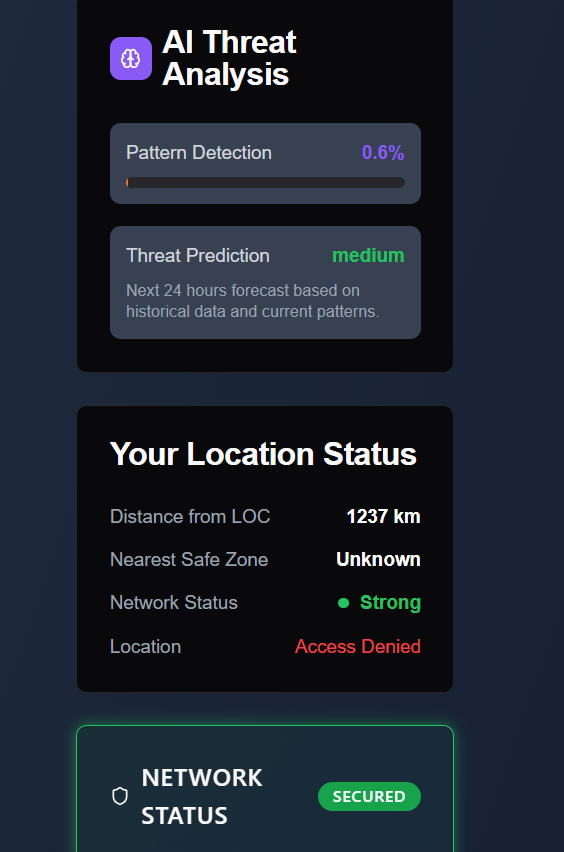 AI Threat
Analysis
Pattern Detection 0.6%
Threat Prediction medium
Next 24 hours forecast based on
historical data and current patterns.
Your Location Status
Distance from LOC 1237 km
Nearest Safe Zone Unknown
Network Status Strong
Location Access Denied
NETWORK
STATUS
SECURED